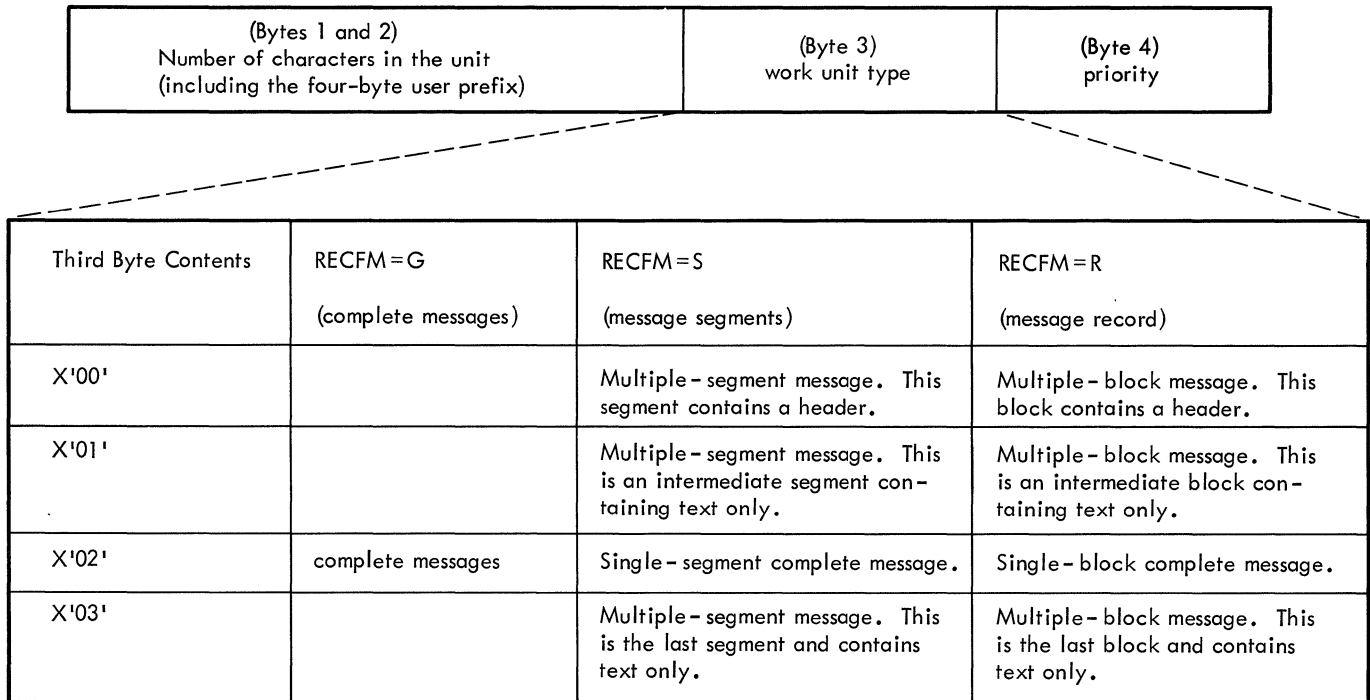 (Bytes 1 and 2)
Number of characters in the unit
(including the four-byte user prefix)
(Byte 3)
work unit type
(Byte 4)
priority
Third Byte Contents
RECFM=G
(complete messages)
RECFM=S
(message segments)
RECFM=R
(message record)
X'00'
Multiple-segment message. This
segment contains a header.
Multiple-block message. This
block contains a header.
X'01'
Multiple-segment message. This
is an intermediate segment con-
taining text only.
Multiple-block message. This
is an intermediate block con-
taining text only.
X'02'
complete messages
Single-segment complete message.
Single-block complete message.
X'03'
Multiple-segment message. This
is the last segment and contains
text only.
Multiple-block message. This
is the last block and contains
text only.